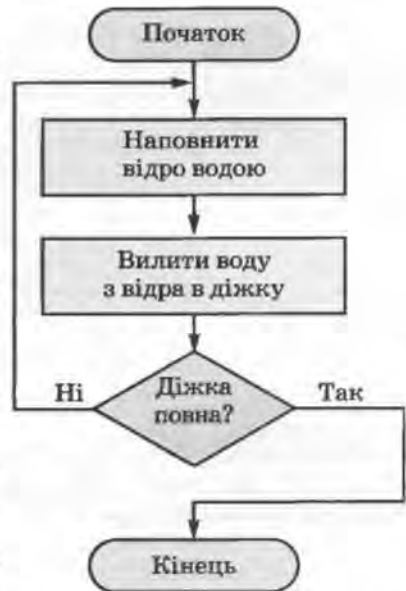 Початок
Наповнити
відро водою
Вилити воду
з відра в діжку
Діжка
повна?
Ні
Так
Кінець